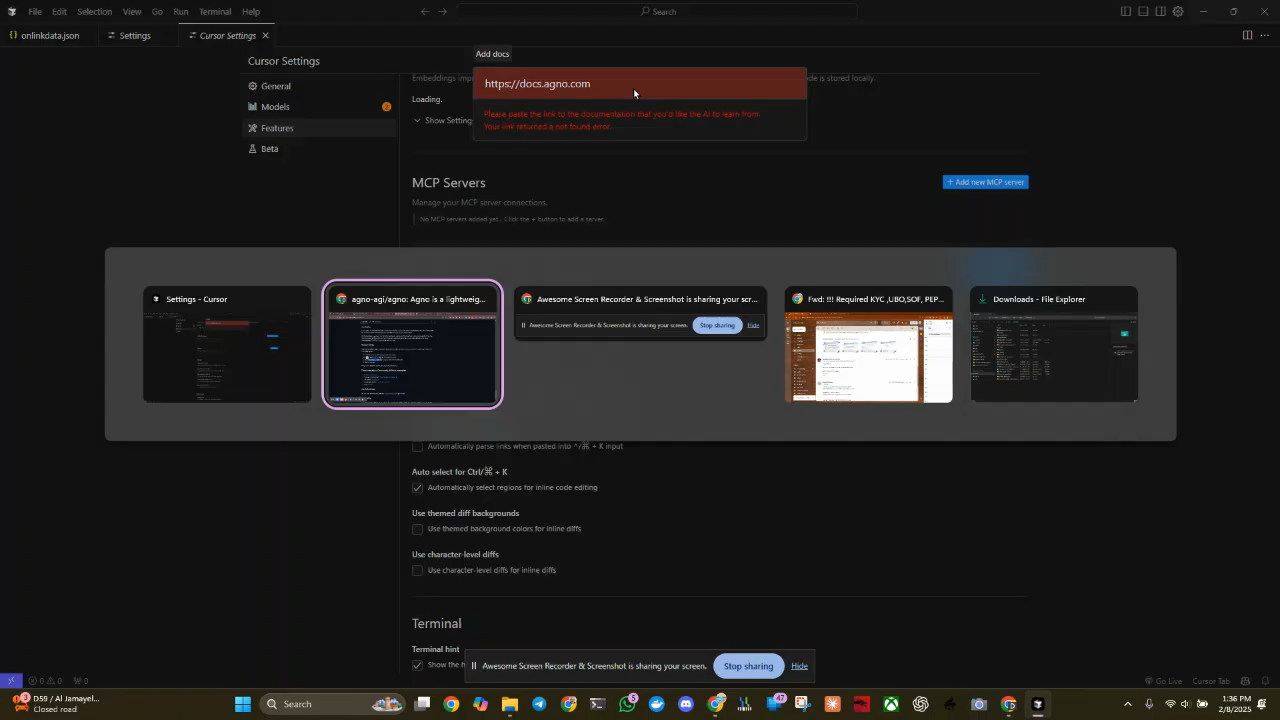 File Edit Selection View Go Run Terminal Help
Search
{} onlinkdata.json
Settings
Cursor Settings
Add docs
Cursor Settings
https://docs.agno.com
General
Models
Features
Beta
Please paste the link to the documentation that you'd like the AI to learn from.
Your link returned a not found error.
code is stored locally.
Loading.
Show Setting
MCP Servers
+ Add new MCP server
Manage your MCP server connections.
No MCP servers added yet.. Click the + button to add a server.
Settings - Cursor
agno-agi/agno: Agno is a lightweig...
Awesome Screen Recorder & Screenshot is sharing your scr...
Fwd: !!! Required KYC ,UBO,SOF, PEP...
Downloads - File Explorer
Awesome Screen Recorder & Screenshot is sharing your screen. Stop sharing Hide
Automatically parse links when pasted into ^/⌘ + K input
Auto select for Ctrl/⌘ + K
Automatically select regions for inline code editing
Use themed diff backgrounds
Use themed background colors for inline diffs
Use character-level diffs
Use character-level diffs for inline diffs
Terminal
Terminal hint
Show the h
Awesome Screen Recorder & Screenshot is sharing your screen. Stop sharing Hide
0 0 0
Go Live Cursor Tab
3
D59 / Al Jamayel...
Closed road
Search
5
47
1:36 PM
2/8/2025